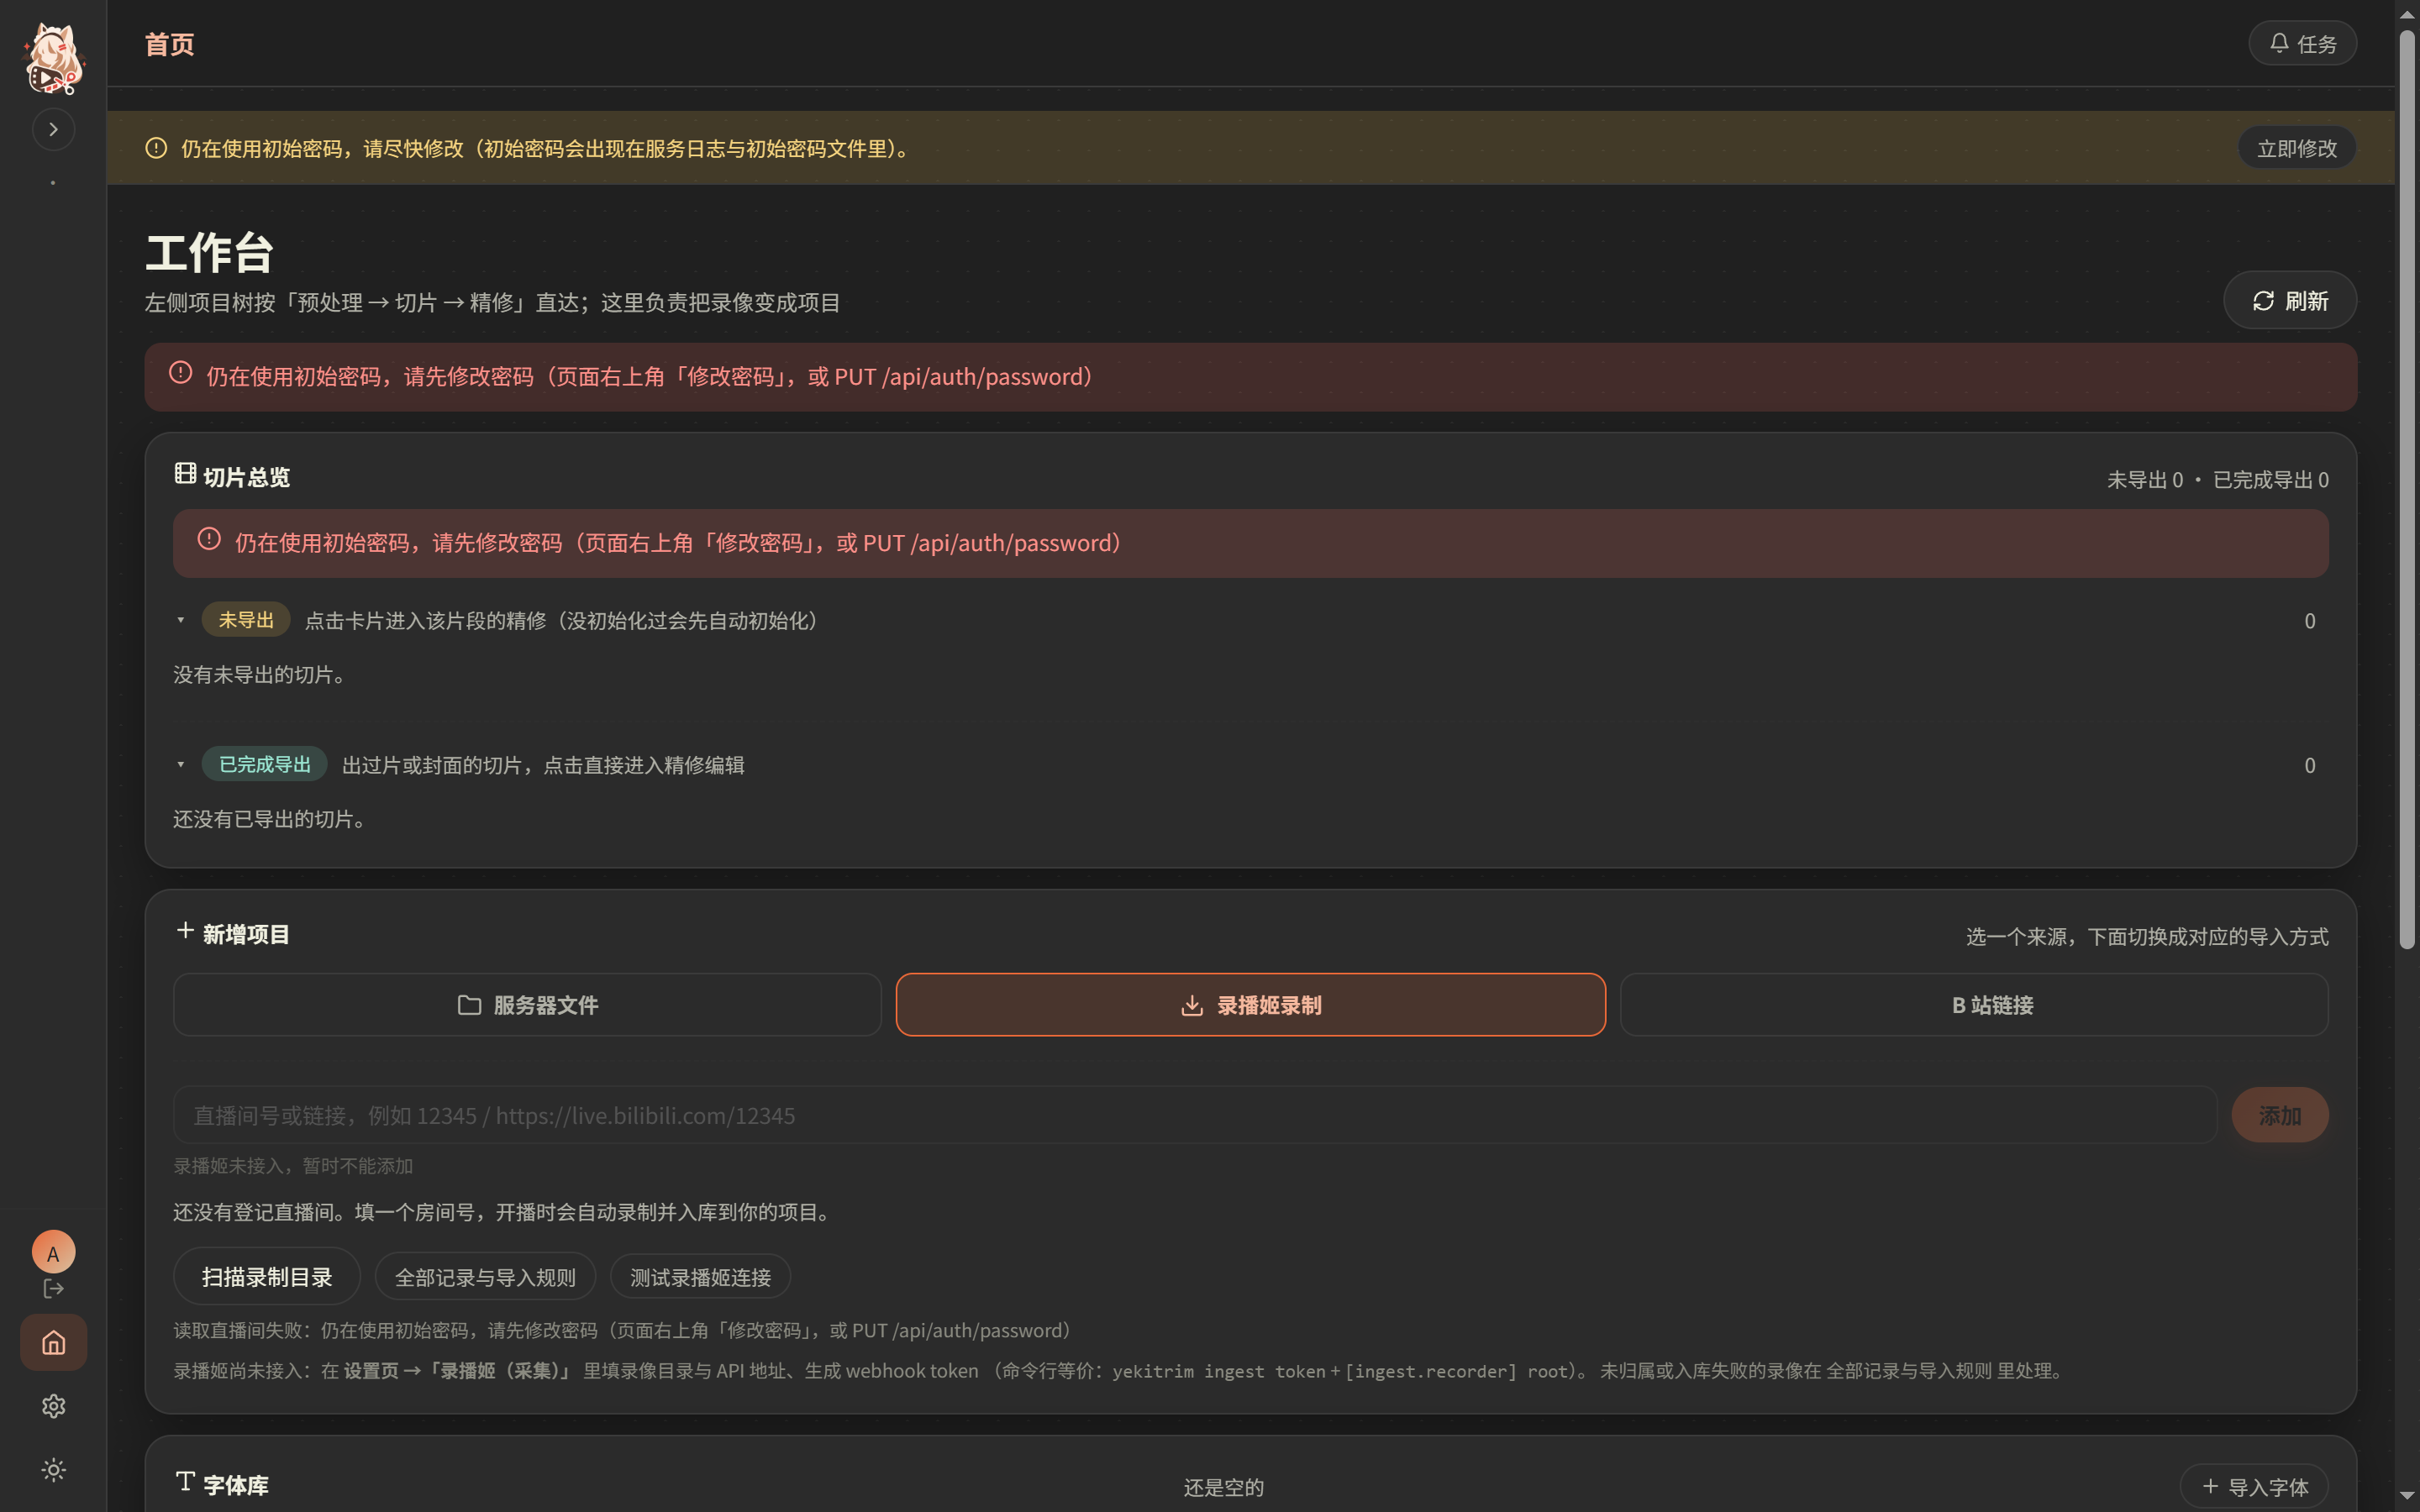 首页
任务
仍在使用初始密码，请尽快修改（初始密码会出现在服务日志与初始密码文件里）。
立即修改
工作台
左侧项目树按「预处理 → 切片 → 精修」直达；这里负责把录像变成项目
刷新
仍在使用初始密码，请先修改密码（页面右上角「修改密码」，或 PUT /api/auth/password）
切片总览
未导出 0 · 已完成导出 0
仍在使用初始密码，请先修改密码（页面右上角「修改密码」，或 PUT /api/auth/password）
未导出 点击卡片进入该片段的精修（没初始化过会先自动初始化） 0
没有未导出的切片。
已完成导出 出过片或封面的切片，点击直接进入精修编辑 0
还没有已导出的切片。
新增项目
选一个来源，下面切换成对应的导入方式
服务器文件
录播姬录制
B 站链接
直播间号或链接，例如 12345 / https://live.bilibili.com/12345
添加
录播姬未接入，暂时不能添加
还没有登记直播间。填一个房间号，开播时会自动录制并入库到你的项目。
扫描录制目录
全部记录与导入规则
测试录播姬连接
读取直播间失败：仍在使用初始密码，请先修改密码（页面右上角「修改密码」，或 PUT /api/auth/password）
录播姬尚未接入：在 设置页 →「录播姬（采集）」 里填录像目录与 API 地址、生成 webhook token （命令行等价：yekitrim ingest token + [ingest.recorder] root）。 未归属或入库失败的录像在 全部记录与导入规则 里处理。
A
字体库
还是空的
导入字体